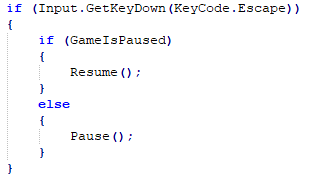 if (Input.GetKeyDown(KeyCode.Escape))
{
    if (GameIsPaused)
    {
        Resume();
    }
    else
    {
        Pause();
    }
}